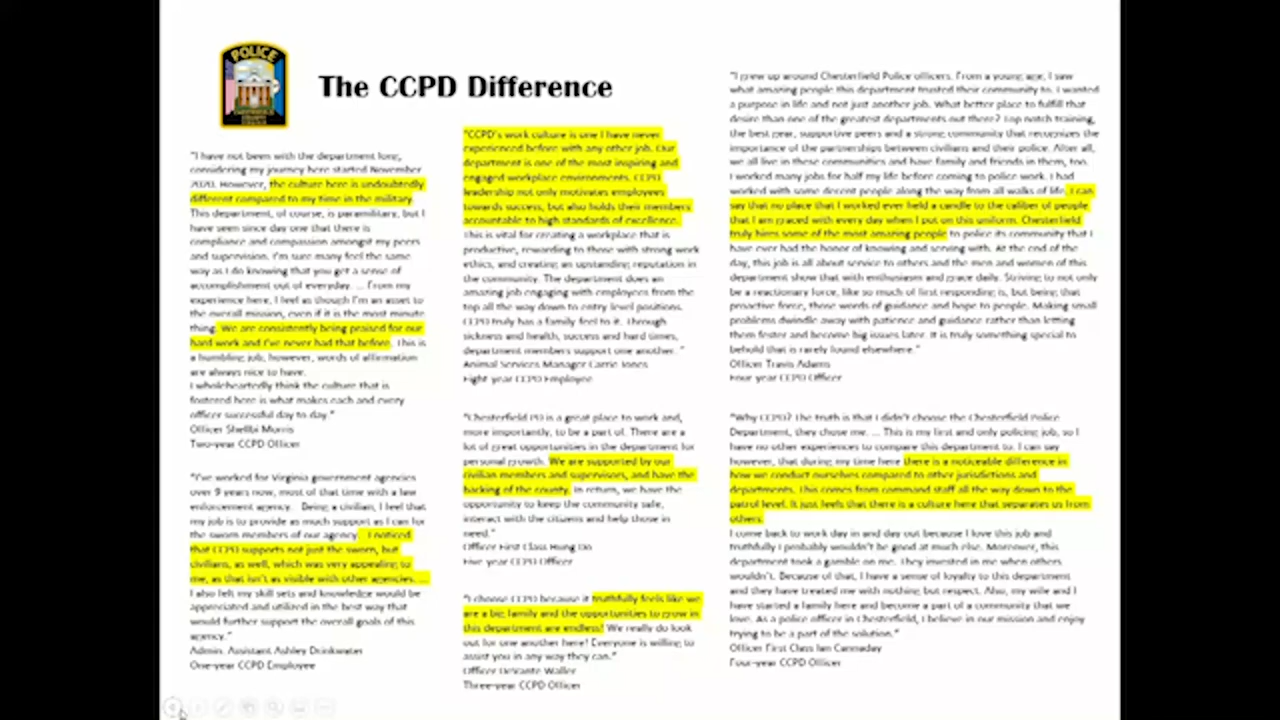 POLICE
The CCPD Difference
"I have not been with the department long,
considering my journey here started November
2020. However, the culture here is undoubtedly
different compared to my time in the military.
This department, of course, is paramilitary, but I
have seen since day one that there is
compliance and compassion amongst my peers
and supervision. I'm sure many feel the same
way as I do knowing that you get a sense of
accomplishment out of everyday. ... From my
experience here, I feel as though I'm an asset to
the overall mission, even if it is the most minute
thing. We are consistently being praised for our
hard work and I've never had that before. This is
a humbling job, however, words of affirmation
are always nice to have.
I wholeheartedly think the culture that is
fostered here is what makes each and every
officer successful day to day."
Officer Shellbi Morris
Two-year CCPD Officer
"I've worked for Virginia government agencies
over 9 years now, most of that time with a law
enforcement agency. Being a civilian, I feel that
my job is to provide as much support as I can for
the sworn members of our agency. I noticed
that CCPD supports not just the sworn, but
civilians, as well, which was very appealing to
me, as that isn't as visible with other agencies. ...
I also felt my skill sets and knowledge would be
appreciated and utilized in the best way that
would further support the overall goals of this
agency."
Admin. Assistant Ashley Drinkwater
One-year CCPD Employee
"CCPD's work culture is one I have never
experienced before with any other job. Our
department is one of the most inspiring and
engaged workplace environments. CCPD
leadership not only motivates employees
towards success, but also holds their members
accountable to high standards of excellence.
This is vital for creating a workplace that is
productive, rewarding to those with strong work
ethics, and creating an upstanding reputation in
the community. The department does an
amazing job engaging with employees from the
top all the way down to entry level positions.
CCPD truly has a family feel to it. Through
sickness and health, success and hard times,
department members support one another. "
Animal Services Manager Carrie Jones
Eight-year CCPD Employee
"Chesterfield PD is a great place to work and,
more importantly, to be a part of. There are a
lot of great opportunities in the department for
personal growth. We are supported by our
civilian members and supervisors, and have the
backing of the county. In return, we have the
opportunity to keep the community safe,
interact with the citizens and help those in
need."
Officer First Class Hung Do
Five-year CCPD Officer
"I choose CCPD because it truthfully feels like we
are a big family and the opportunities to grow in
this department are endless! We really do look
out for one another here! Everyone is willing to
assist you in any way they can."
Officer Waller
Three-year CCPD Officer
"I grew up around Chesterfield Police officers. From a young age, I saw
what amazing people this department trusted their community to. I wanted
a purpose in life and not just another job. What better place to fulfill that
desire than one of the greatest departments out there? Top notch training,
the best gear, supportive peers and a strong community that recognizes the
importance of the partnerships between civilians and their police. After all,
we all live in these communities and have family and friends in them, too.
I worked many jobs for half my life before coming to police work. I had
worked with some decent people along the way from all walks of life. I can
say that no place that I worked ever held a candle to the caliber of people
that I am graced with every day when I put on this uniform. Chesterfield
truly hires some of the most amazing people to police its community that I
have ever had the honor of knowing and serving with. At the end of the
day, this job is all about service to others and the men and women of this
department show that with enthusiasm and grace daily. Striving to not only
be a reactionary force, like so much of first responding is, but being that
proactive force, those words of guidance and hope to people. Making small
problems dwindle away with patience and guidance rather than letting
them fester and become big issues later. It is truly something special to
behold that is rarely found elsewhere."
Officer Travis Adams
Four-year CCPD Officer
"Why CCPD? The truth is that I didn't choose the Chesterfield Police
Department, they chose me. ... This is my first and only policing job, so I
have no other experiences to compare this department to. I can say
however, that during my time here there is a noticeable difference in
how we conduct ourselves compared to other jurisdictions and
departments. This comes from command staff all the way down to the
patrol level. It just feels that there is a culture here that separates us from
others.
I come back to work day in and day out because I love this job and
truthfully I probably wouldn't be good at much else. Moreover, this
department took a gamble on me. They invested in me when others
wouldn't. Because of that, I have a sense of loyalty to this department
and they have treated me with nothing but respect. Also, my wife and I
have started a family here and become a part of a community that we
love. As a police officer in Chesterfield, I believe in our mission and enjoy
trying to be a part of the solution."
Officer First Class Ian Cannaday
Four-year CCPD Officer